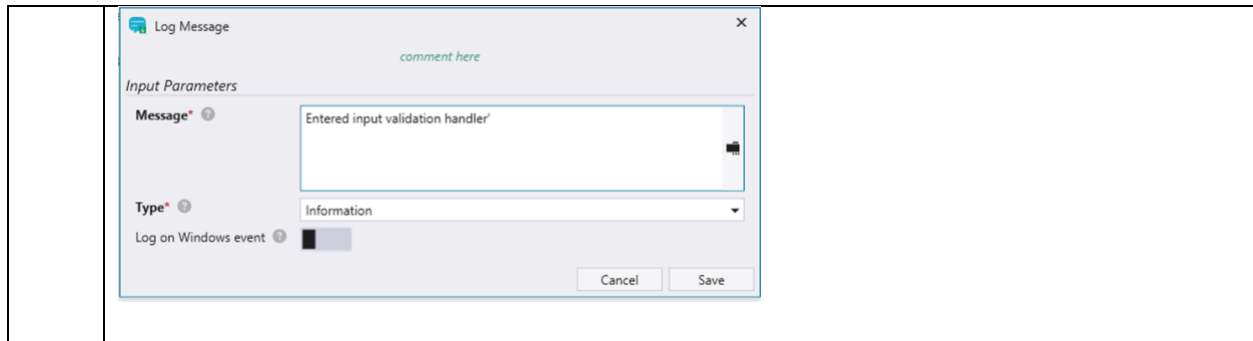 Log Message
comment here
Input Parameters
Message*
Entered input validation handler'
Type*
Information
Log on Windows event
Cancel
Save